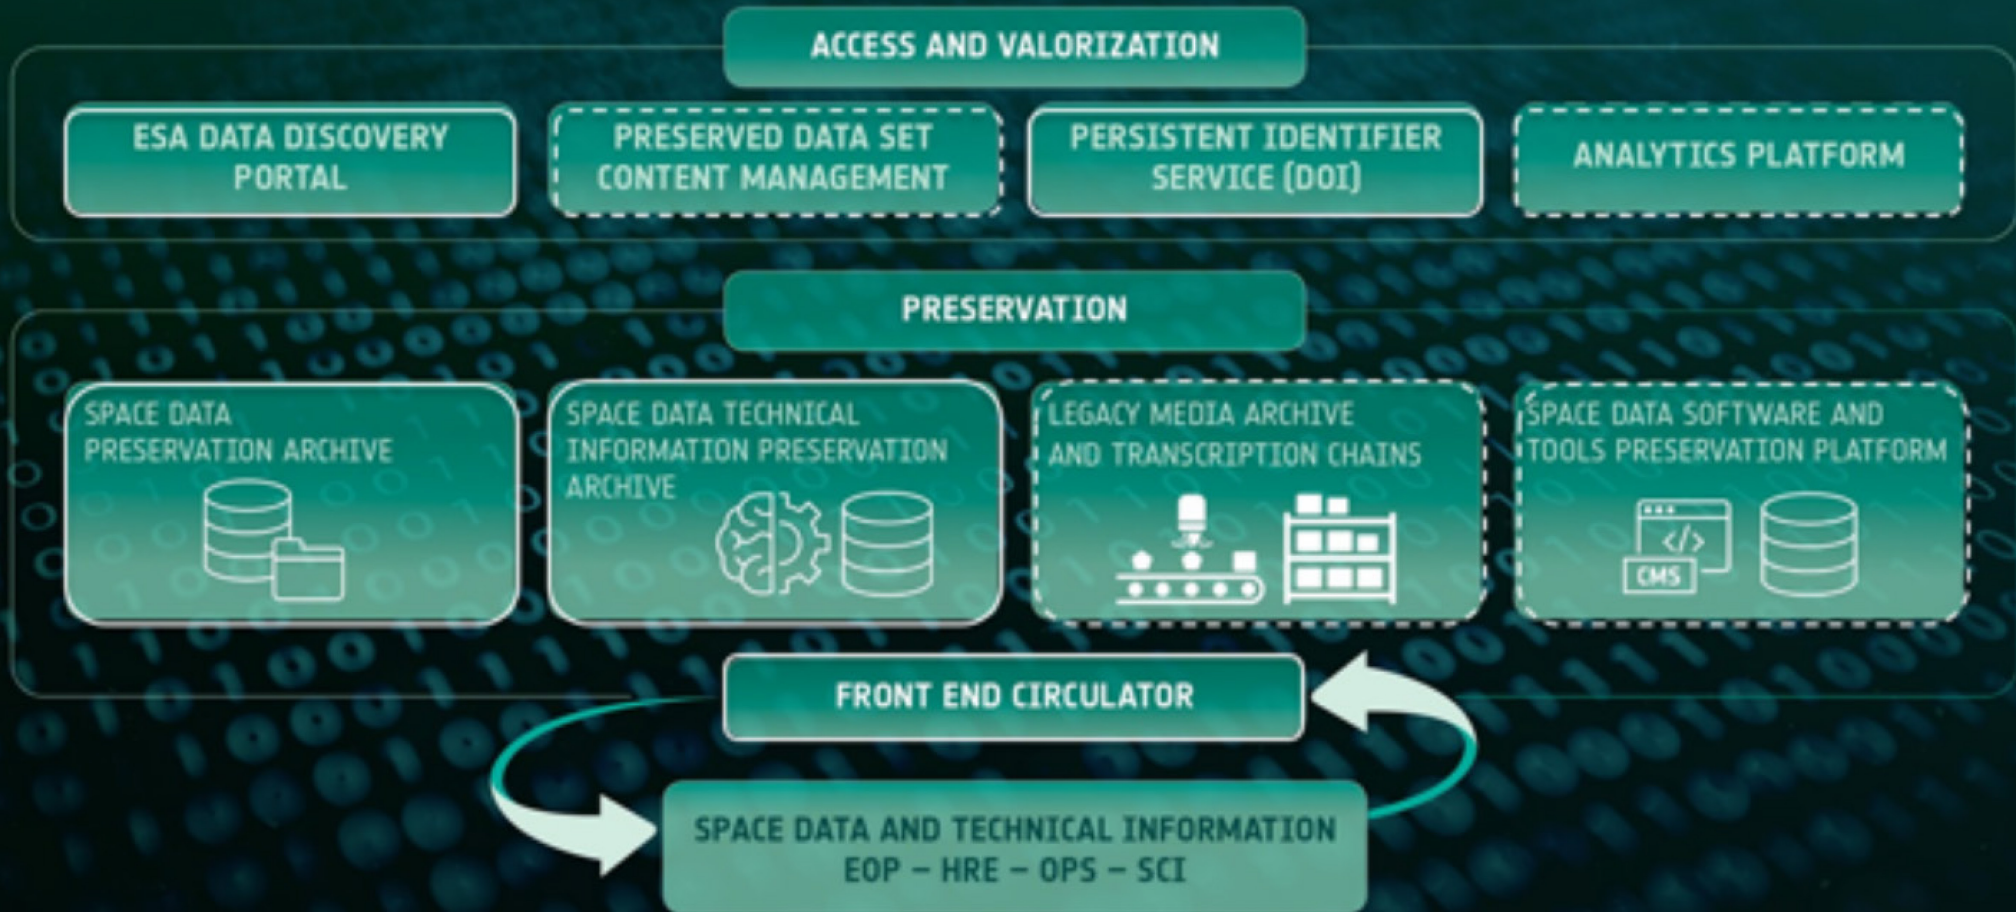 ACCESS AND VALORIZATION
ESA DATA DISCOVERY
PORTAL
PRESERVED DATA SET
CONTENT MANAGEMENT
PERSISTENT IDENTIFIER
SERVICE (DOI)
ANALYTICS PLATFORM
PRESERVATION
SPACE DATA
PRESERVATION ARCHIVE
SPACE DATA TECHNICAL
INFORMATION PRESERVATION
ARCHIVE
LEGACY MEDIA ARCHIVE
AND TRANSCRIPTION CHAINS
SPACE DATA SOFTWARE AND
TOOLS PRESERVATION PLATFORM
</>
CMS
FRONT END CIRCULATOR
SPACE DATA AND TECHNICAL INFORMATION
EOP – HRE – OPS – SCI